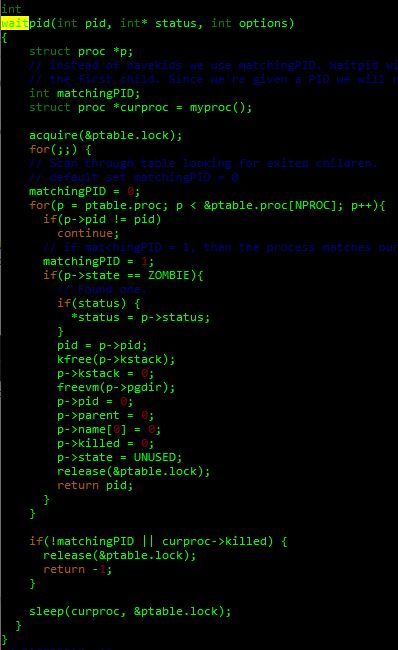 int
waitpid(int pid, int* status, int options)
{
struct proc *p;
// instead of havekids we use matchingPID. Waitpid wi
// the first child. Since we're given a PID we will n
int matchingPID;
struct proc *curproc = myproc();
acquire(&ptable.lock);
for(;;) {
// Scan through table looking for exited children.
// default set matchingPID = 0
matchingPID = 0;
for(p = ptable.proc; p < &ptable.proc[NPROC]; p++){
if(p->pid != pid)
continue;
// if matchingPID = 1, then the process matches our
matchingPID = 1;
if(p->state == ZOMBIE){
// Found one.
if(status) {
*status = p->status;
}
pid = p->pid;
kfree(p->kstack);
p->kstack = 0;
freevm(p->pgdir);
p->pid = 0;
p->parent = 0;
p->name[0] = 0;
p->killed = 0;
p->state = UNUSED;
release(&ptable.lock);
return pid;
}
}
if(!matchingPID || curproc->killed) {
release(&ptable.lock);
return -1;
}
sleep(curproc, &ptable.lock);
}
}